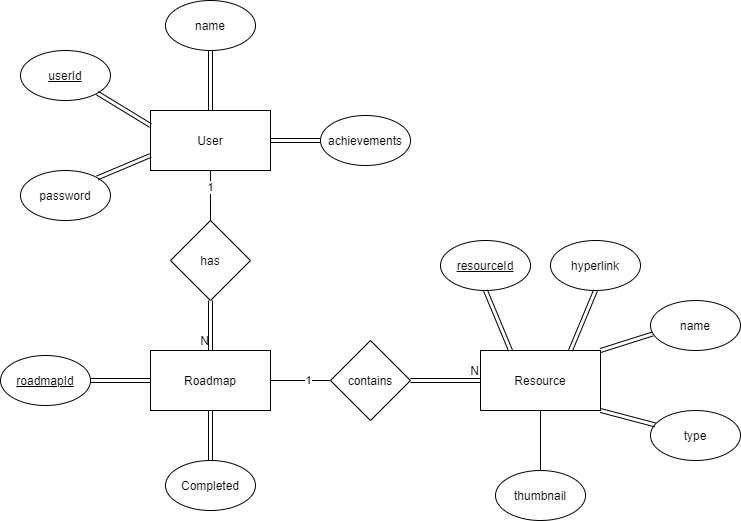 name
userId
User
achievements
password
1
has
N
resourceId
hyperlink
name
roadmapId
Roadmap
1
contains
N
Resource
type
Completed
thumbnail